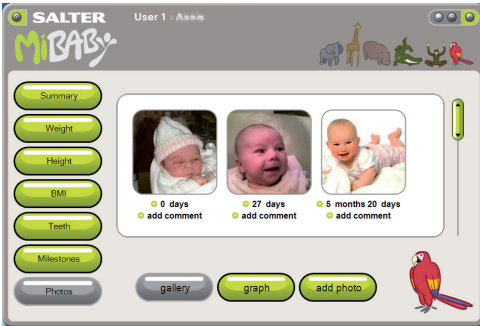 SALTER
User 1 -
MiBABy
Summary
Weight
Height
BMI
Teeth
Milestones
Photos
0 days
add comment
27 days
add comment
5 months 20 days
add comment
gallery
graph
add photo